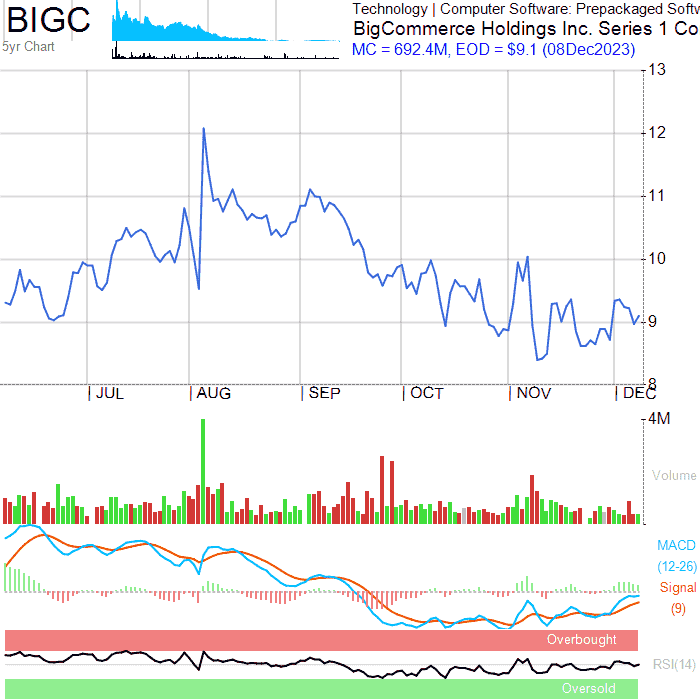 BIGC
5yr Chart
Technology | Computer Software: Prepackaged Softw
BigCommerce Holdings Inc. Series 1 Co
MC = 692.4M, EOD = $9.1 (08Dec2023)
13
12
11
10
9
8
JUL AUG SEP OCT NOV DEC
4M
Volume
MACD
(12-26)
Signal
(9)
Overbought
RSI(14)
Oversold